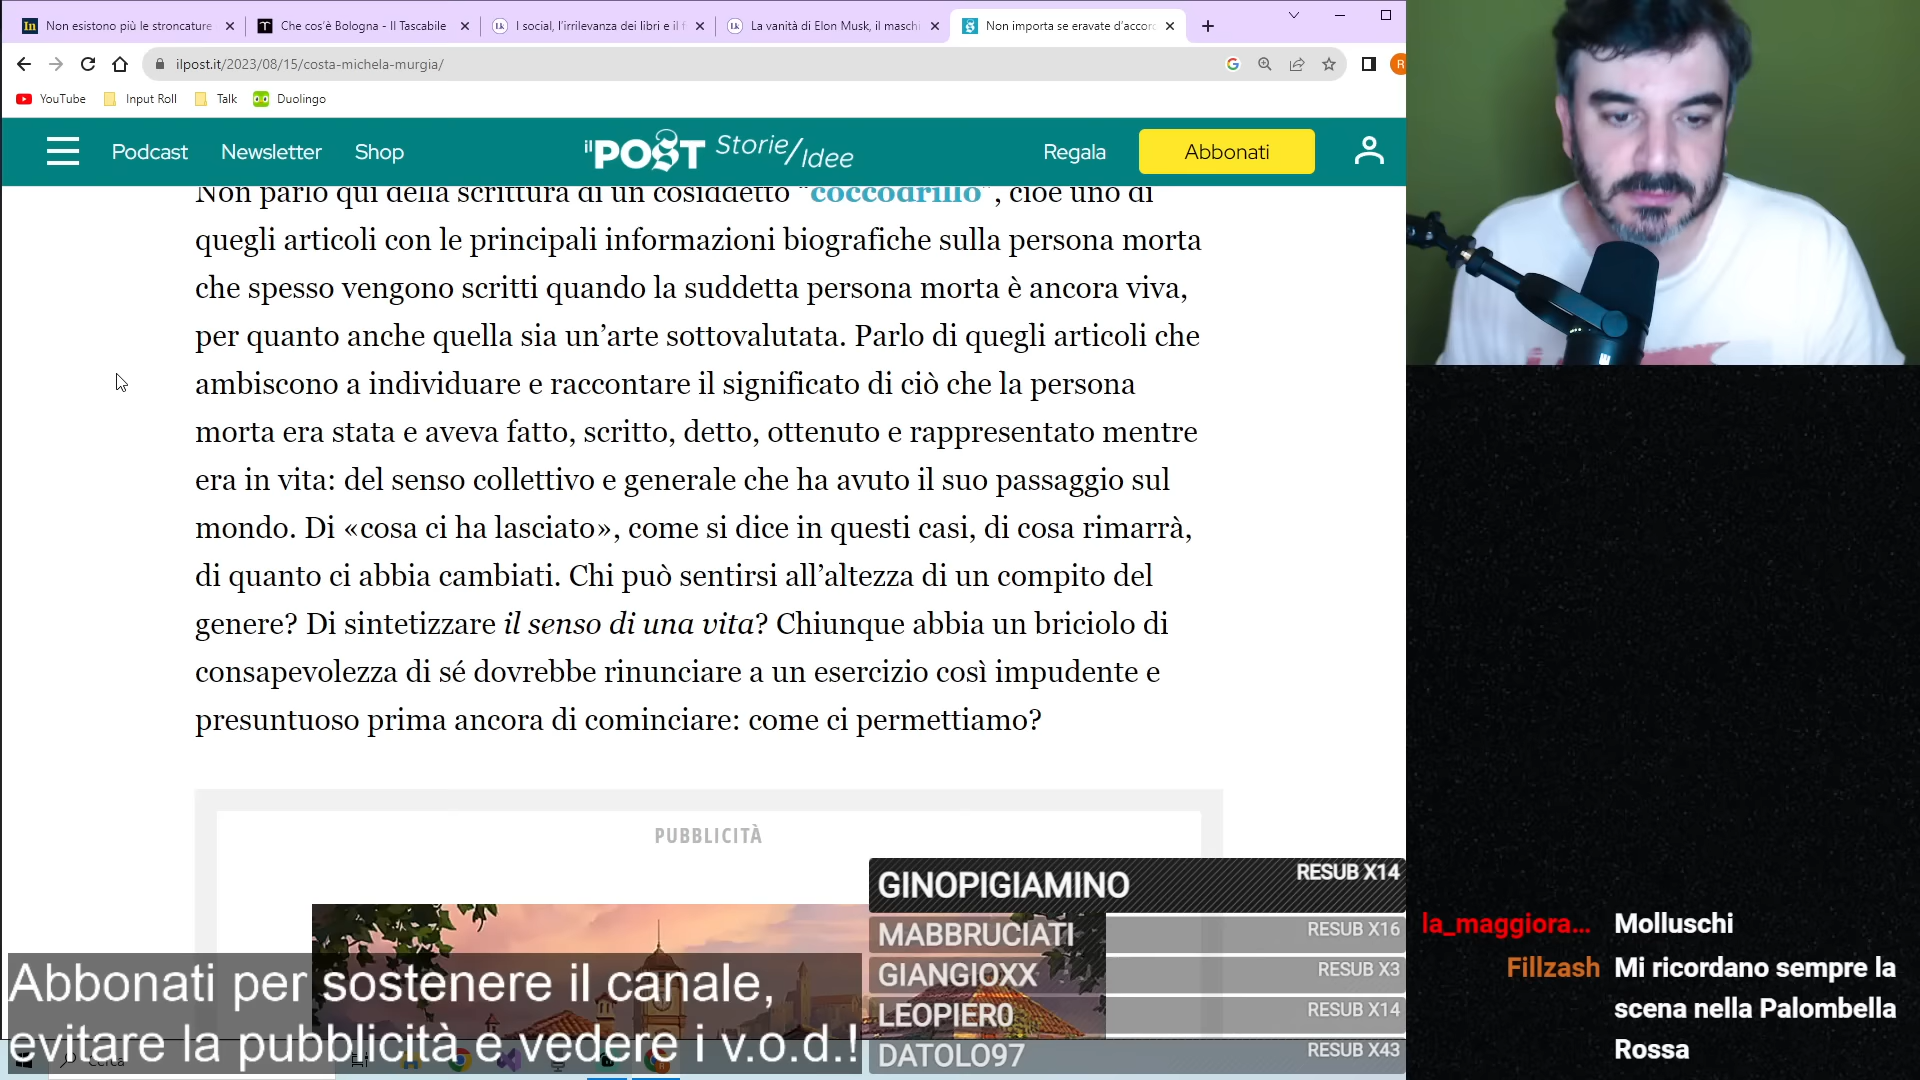 Non esistono più le stroncature
Che cos'è Bologna - Il Tascabile
I social, l'irrilevanza dei libri e il f
La vanità di Elon Musk, il maschi
Non importa se eravate d'accord
ilpost.it/2023/08/15/costa-michela-murgia/
YouTube
Input Roll
Talk
Duolingo
Podcast
Newsletter
Shop
il POST Storie/Idee
Regala
Abbonati
Non parlo qui della scrittura di un cosiddetto "coccodrillo", cioè uno di
quegli articoli con le principali informazioni biografiche sulla persona morta
che spesso vengono scritti quando la suddetta persona morta è ancora viva,
per quanto anche quella sia un'arte sottovalutata. Parlo di quegli articoli che
ambiscono a individuare e raccontare il significato di ciò che la persona
morta era stata e aveva fatto, scritto, detto, ottenuto e rappresentato mentre
era in vita: del senso collettivo e generale che ha avuto il suo passaggio sul
mondo. Di «cosa ci ha lasciato», come si dice in questi casi, di cosa rimarrà,
di quanto ci abbia cambiati. Chi può sentirsi all'altezza di un compito del
genere? Di sintetizzare il senso di una vita? Chiunque abbia un briciolo di
consapevolezza di sé dovrebbe rinunciare a un esercizio così impudente e
presuntuoso prima ancora di cominciare: come ci permettiamo?
PUBBLICITÀ
GINOPIGIAMINO RESUB X14
MABBRUCIATI RESUB X16
GIANGIOXX RESUB X3
LEOPIER0 RESUB X14
DATOLO97 RESUB X43
Abbonati per sostenere il canale,
evitare la pubblicità e vedere i v.o.d.!
Cerca
la_maggiora... Molluschi
Fillzash Mi ricordano sempre la
scena nella Palombella
Rossa